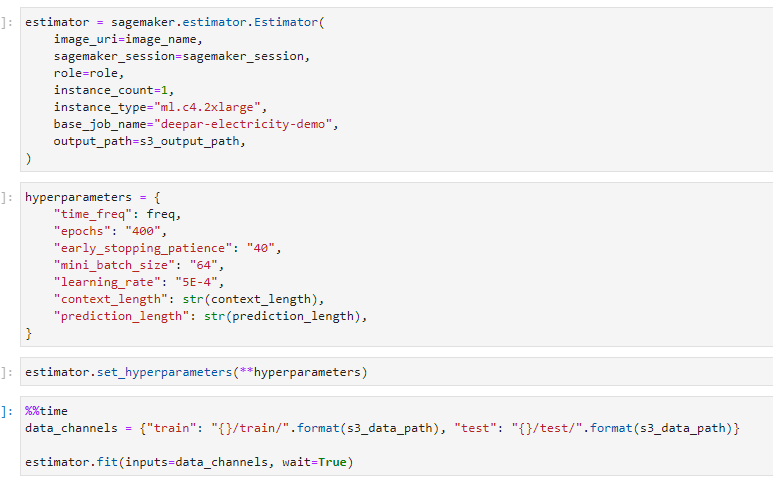 ]: estimator = sagemaker.estimator.Estimator(
    image_uri=image_name,
    sagemaker_session=sagemaker_session,
    role=role,
    instance_count=1,
    instance_type="ml.c4.2xlarge",
    base_job_name="deepar-electricity-demo",
    output_path=s3_output_path,
)
]: hyperparameters = {
    "time_freq": freq,
    "epochs": "400",
    "early_stopping_patience": "40",
    "mini_batch_size": "64",
    "learning_rate": "5E-4",
    "context_length": str(context_length),
    "prediction_length": str(prediction_length),
}
]: estimator.set_hyperparameters(**hyperparameters)
]: %%time
data_channels = {"train": "{}/train/".format(s3_data_path), "test": "{}/test/".format(s3_data_path)}
estimator.fit(inputs=data_channels, wait=True)